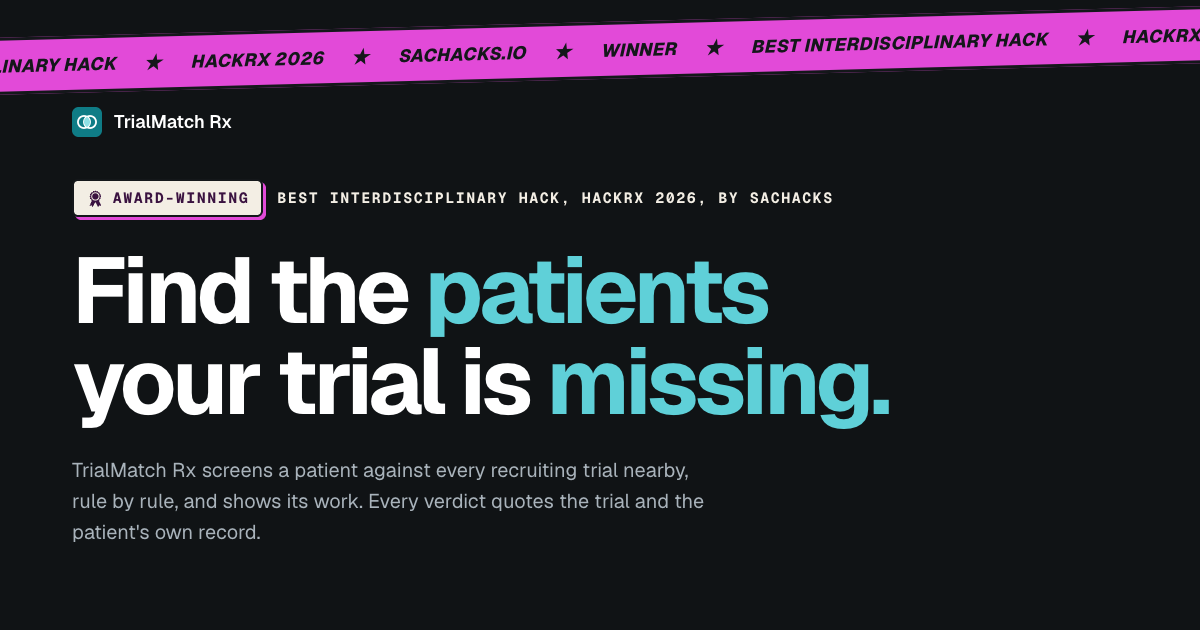 INARY HACK ★ HACKRX 2026 ★ SACHACKS.IO ★ WINNER ★ BEST INTERDISCIPLINARY HACK ★ HACKRX
TrialMatch Rx
AWARD-WINNING BEST INTERDISCIPLINARY HACK, HACKRX 2026, BY SACHACKS
Find the patients
your trial is missing.
TrialMatch Rx screens a patient against every recruiting trial nearby,
rule by rule, and shows its work. Every verdict quotes the trial and the
patient's own record.